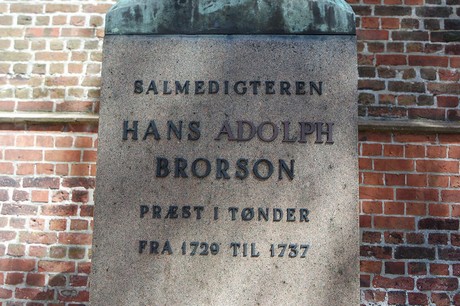 SALMEDIGTEREN
HANS ADOLPH
BRORSON
PRÆST I TØNDER
FRA 1729 TIL 1737